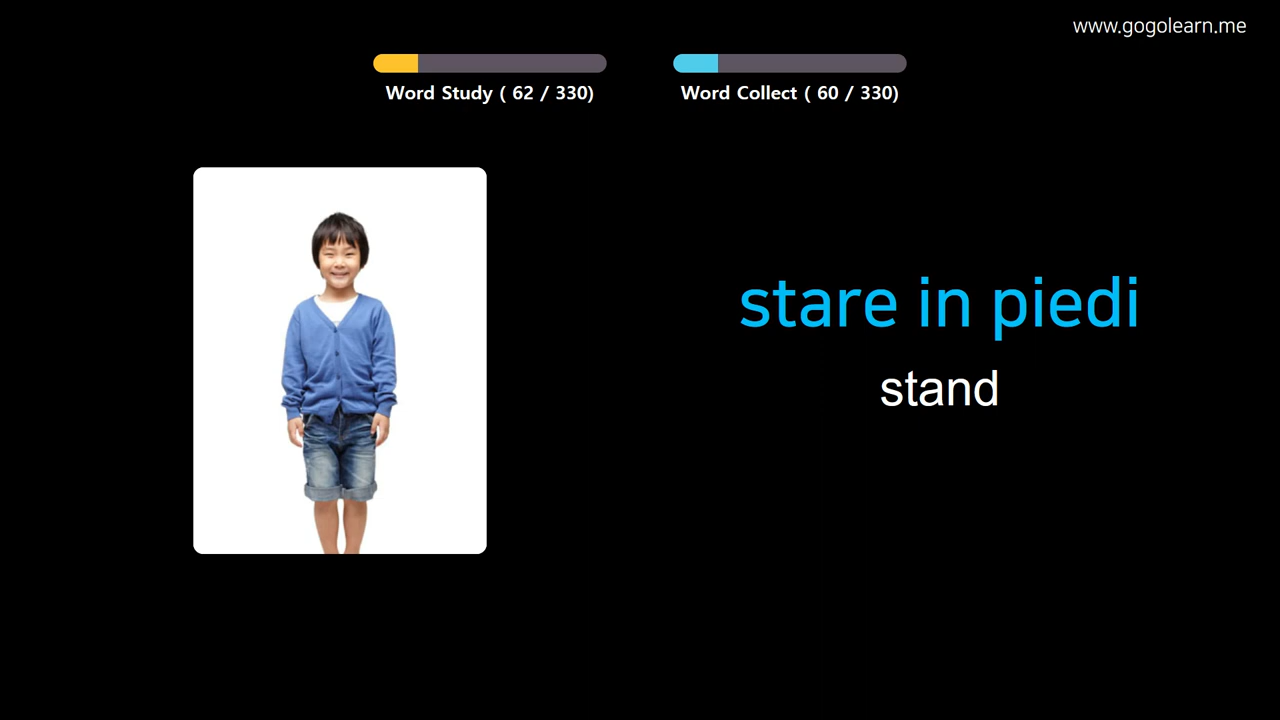 www.gogolearn.me
Word Study ( 62 / 330)
Word Collect ( 60 / 330)
stare in piedi
stand